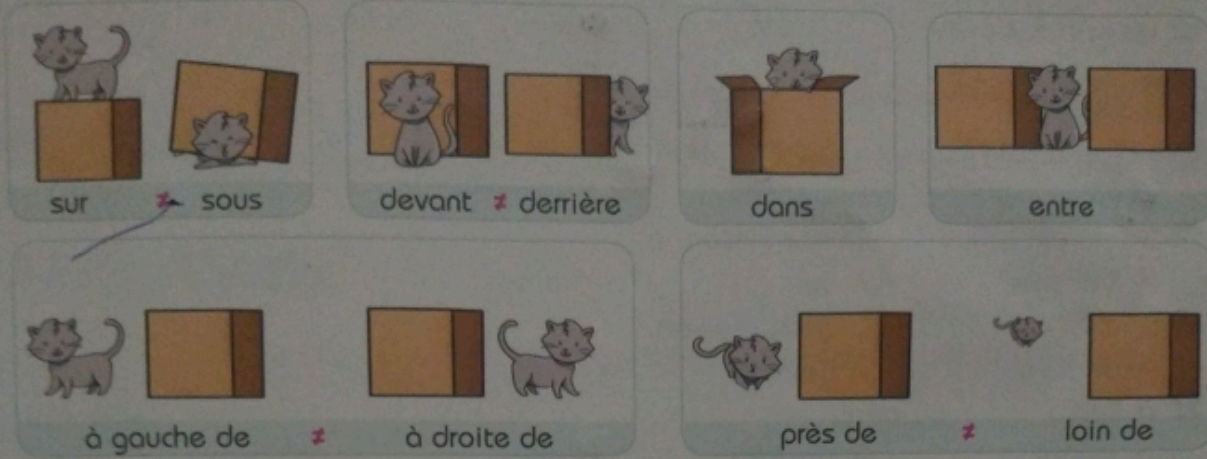 sur ≠ sous
devant ≠ derrière
dans
entre
à gauche de ≠ à droite de
près de ≠ loin de